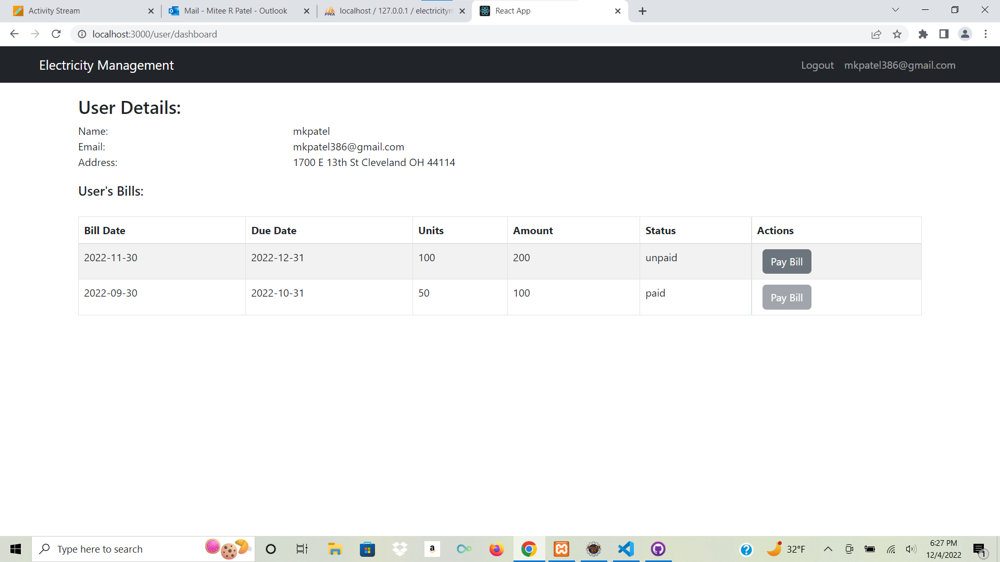 Activity Stream
Mail - Mitee R Patel - Outlook
PMA
localhost / 127.0.0.1 / electricitym
React App
localhost:3000/user/dashboard
Electricity Management
Logout mkpatel386@gmail.com
User Details:
Name: mkpatel
Email: mkpatel386@gmail.com
Address: 1700 E 13th St Cleveland OH 44114
User's Bills:
Bill Date Due Date Units Amount Status Actions
2022-11-30 2022-12-31 100 200 unpaid Pay Bill
2022-09-30 2022-10-31 50 100 paid Pay Bill
Type here to search
32°F
6:27 PM
12/4/2022
1